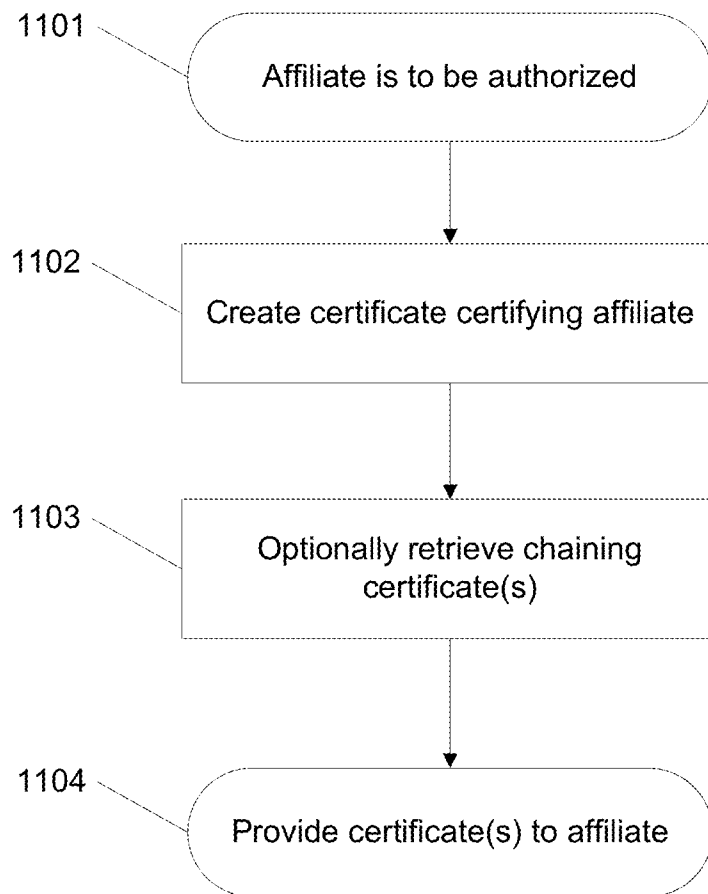 1101
Affiliate is to be authorized
1102
Create certificate certifying affiliate
1103
Optionally retrieve chaining
certificate(s)
1104
Provide certificate(s) to affiliate